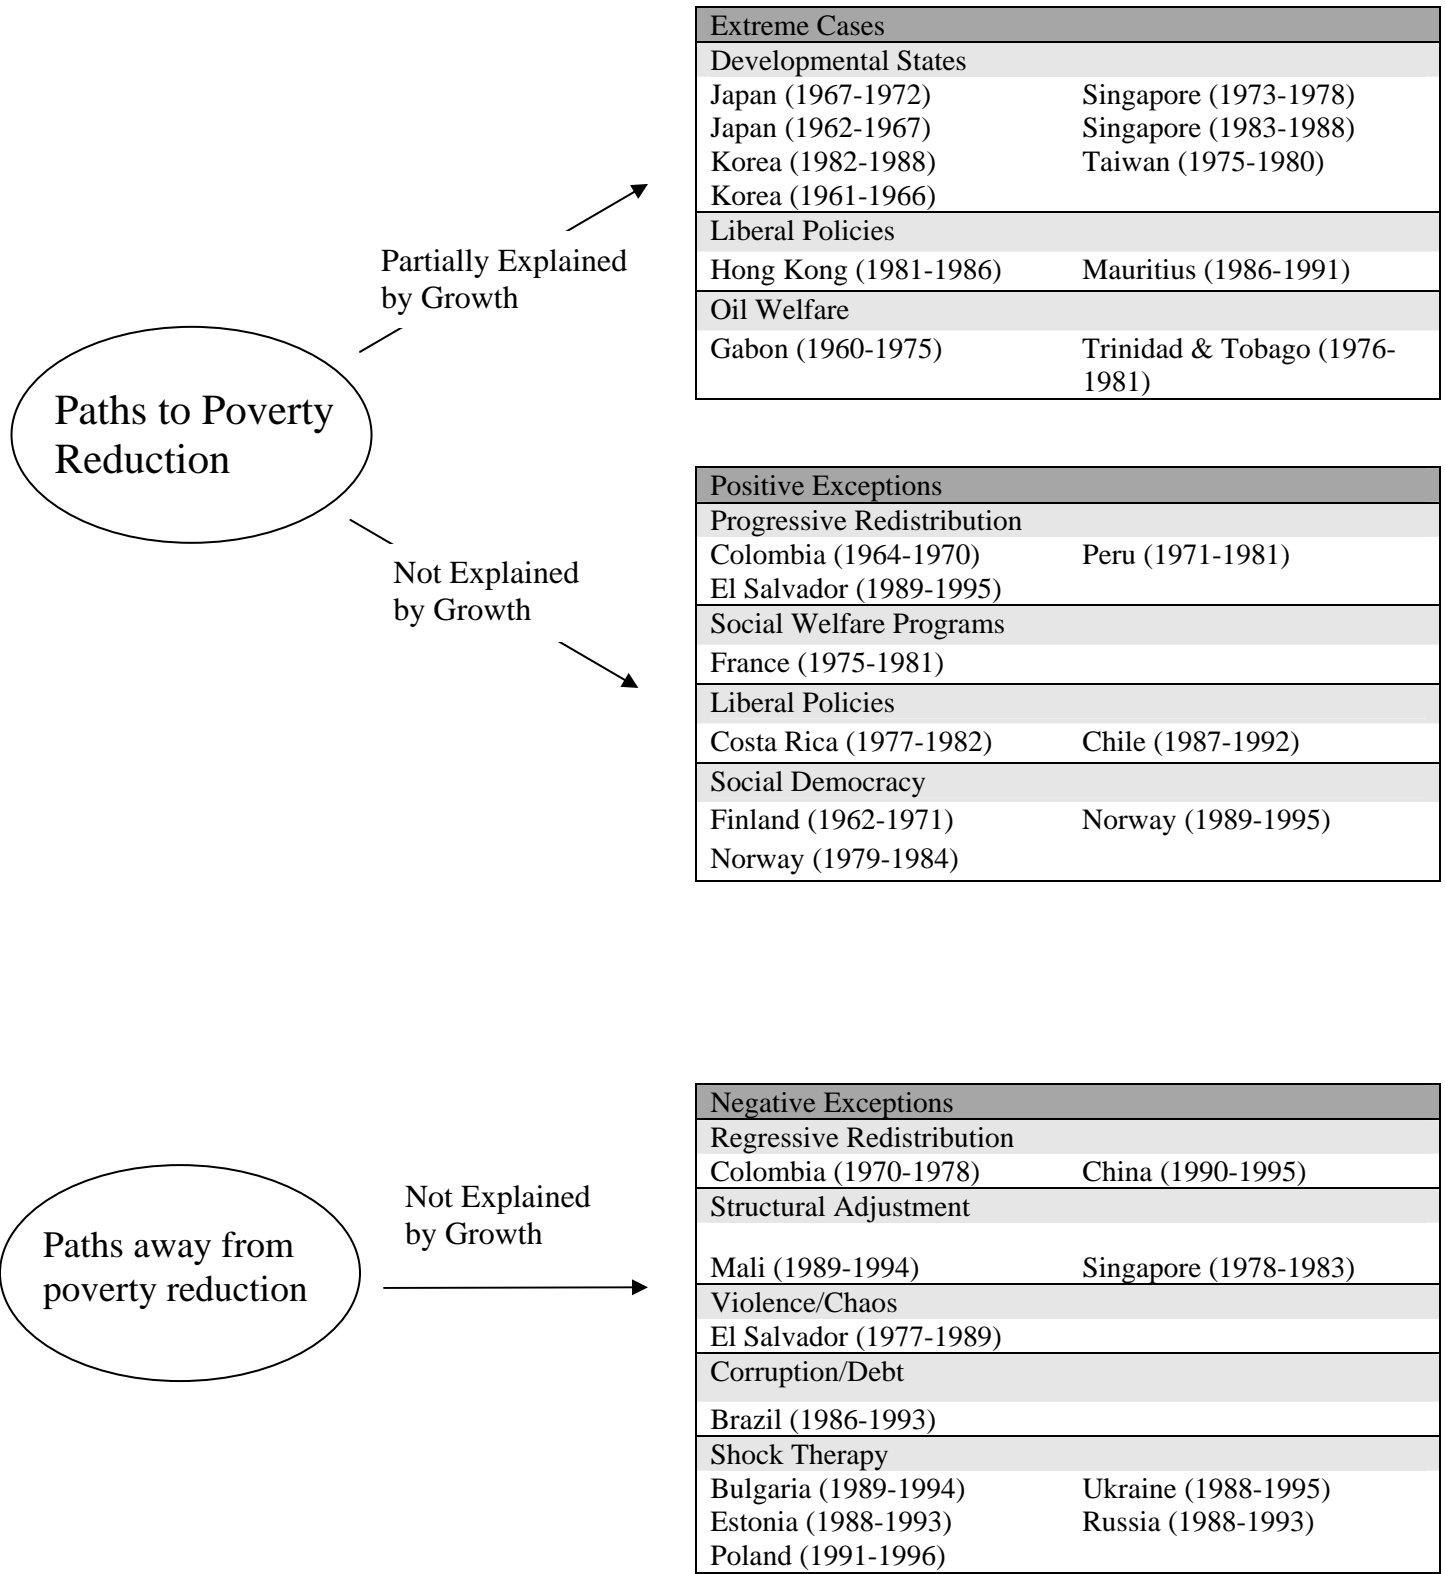 Extreme Cases
Developmental States
Japan (1967-1972) Singapore (1973-1978)
Japan (1962-1967) Singapore (1983-1988)
Korea (1982-1988) Taiwan (1975-1980)
Korea (1961-1966)
Liberal Policies
Hong Kong (1981-1986) Mauritius (1986-1991)
Oil Welfare
Gabon (1960-1975) Trinidad & Tobago (1976-
1981)
Partially Explained
by Growth
Paths to Poverty
Reduction
Not Explained
by Growth
Positive Exceptions
Progressive Redistribution
Colombia (1964-1970) Peru (1971-1981)
El Salvador (1989-1995)
Social Welfare Programs
France (1975-1981)
Liberal Policies
Costa Rica (1977-1982) Chile (1987-1992)
Social Democracy
Finland (1962-1971) Norway (1989-1995)
Norway (1979-1984)
Paths away from
poverty reduction
Not Explained
by Growth
Negative Exceptions
Regressive Redistribution
Colombia (1970-1978) China (1990-1995)
Structural Adjustment
Mali (1989-1994) Singapore (1978-1983)
Violence/Chaos
El Salvador (1977-1989)
Corruption/Debt
Brazil (1986-1993)
Shock Therapy
Bulgaria (1989-1994) Ukraine (1988-1995)
Estonia (1988-1993) Russia (1988-1993)
Poland (1991-1996)